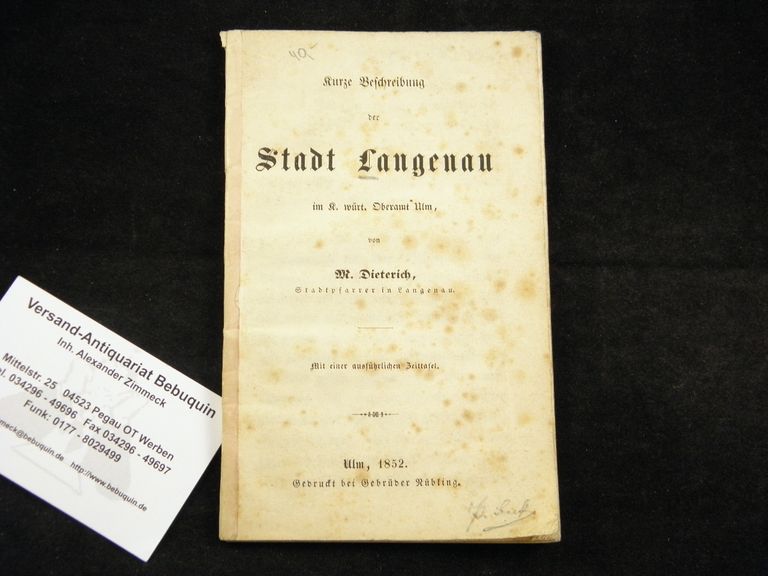 40.
Kurze Beschreibung
der
Stadt Langenau
im K. würt. Oberamt Ulm,
von
M. Dieterich,
Stadtpfarrer in Langenau.
Mit einer ausführlichen Zeittafel.
Ulm, 1852.
Gedruckt bei Gebrüder Nübling.
Versand-Antiquariat Bebuquin
Inh. Alexander Zimmeck
Mittelstr. 25 04523 Pegau OT Werben
el. 034296 - 49696 Fax 034296 - 49697
Funk: 0177 - 8029499
meck@bebuquin.de http://www.bebuquin.de